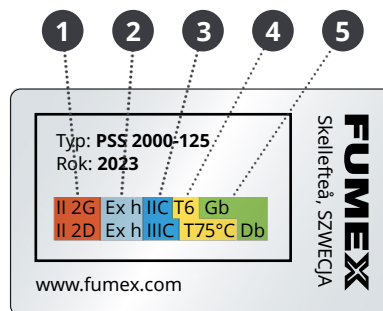 1 2 3 4 5
Typ: PSS 2000-125
Rok: 2023
II 2G Ex h IIC T6 Gb
II 2D Ex h IIIC T75°C Db
www.fumex.com
FUMEX
Skellefteå, SZWECJA